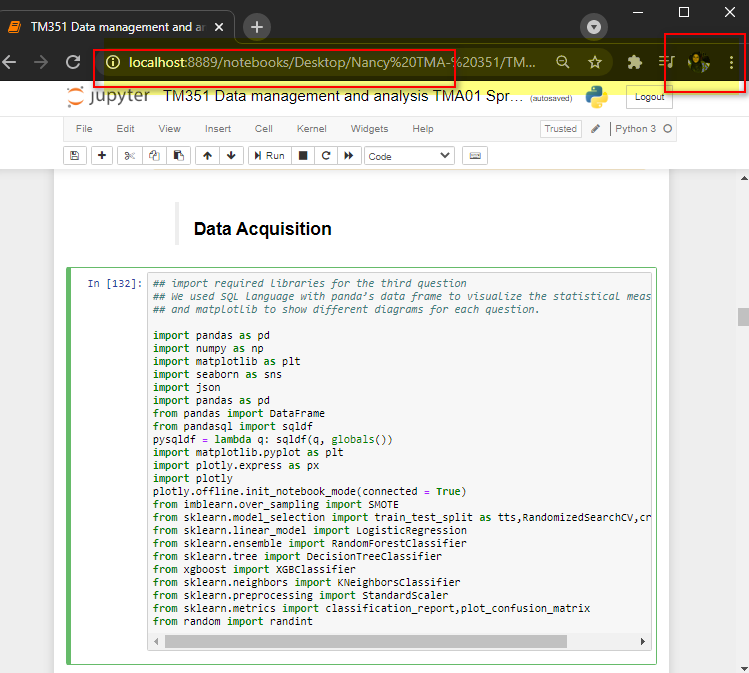 TM351 Data management and ar
localhost:8889/notebooks/Desktop/Nancy%20TMA-%20351/TM...
jupyter TM351 Data management and analysis TMA01 Spr... (autosaved) Logout
File Edit View Insert Cell Kernel Widgets Help Trusted Python 3
Run Code
Data Acquisition
In [132]: ## import required libraries for the third question
## We used SQL language with panda's data frame to visualize the statistical meas
## and matplotlib to show different diagrams for each question.
import pandas as pd
import numpy as np
import matplotlib as plt
import seaborn as sns
import json
import pandas as pd
from pandas import DataFrame
from pandasql import sqldf
pysqldf = lambda q: sqldf(q, globals())
import matplotlib.pyplot as plt
import plotly.express as px
import plotly
plotly.offline.init_notebook_mode(connected = True)
from imblearn.over_sampling import SMOTE
from sklearn.model_selection import train_test_split as tts,RandomizedSearchCV,cr
from sklearn.linear_model import LogisticRegression
from sklearn.ensemble import RandomForestClassifier
from sklearn.tree import DecisionTreeClassifier
from xgboost import XGBClassifier
from sklearn.neighbors import KNeighborsClassifier
from sklearn.preprocessing import StandardScaler
from sklearn.metrics import classification_report,plot_confusion_matrix
from random import randint